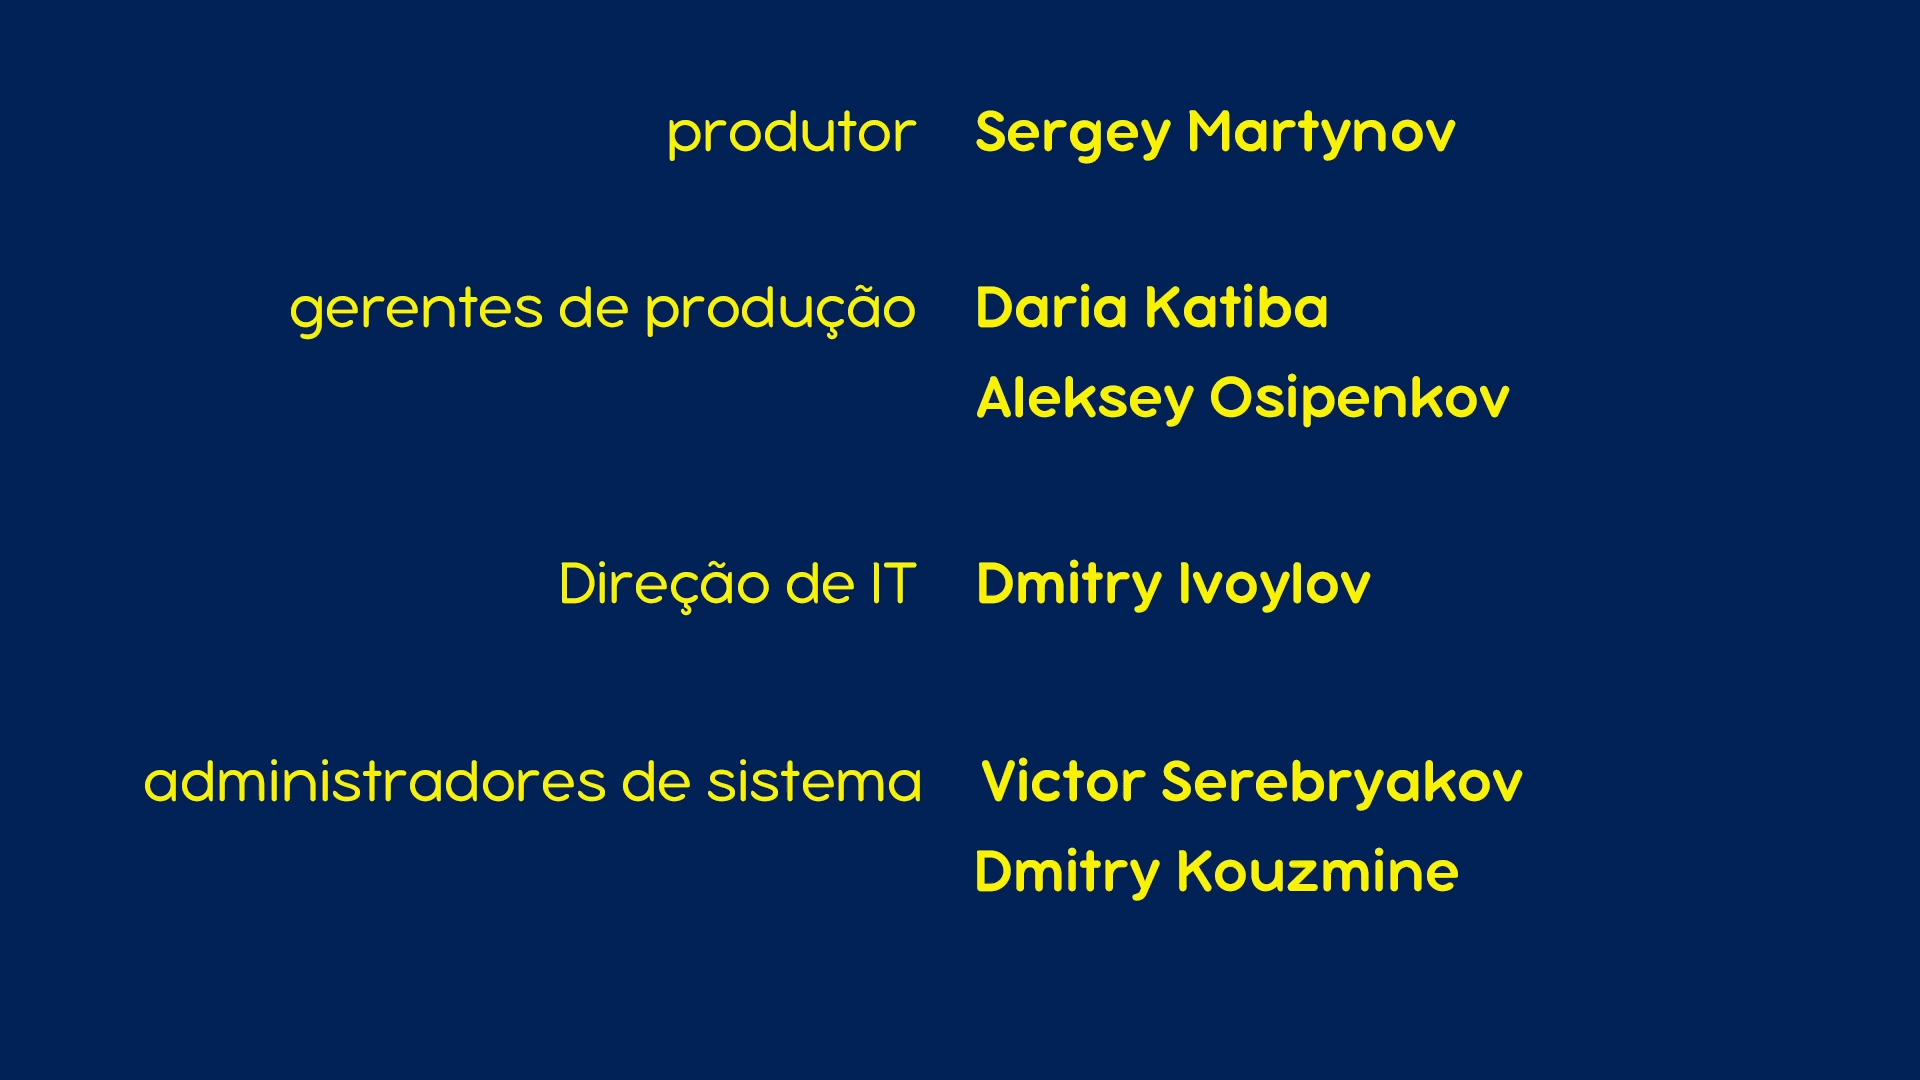 produtor Sergey Martynov
gerentes de produção Daria Katiba
Aleksey Osipenkov
Direção de IT Dmitry Ivoylov
administradores de sistema Victor Serebryakov
Dmitry Kouzmine